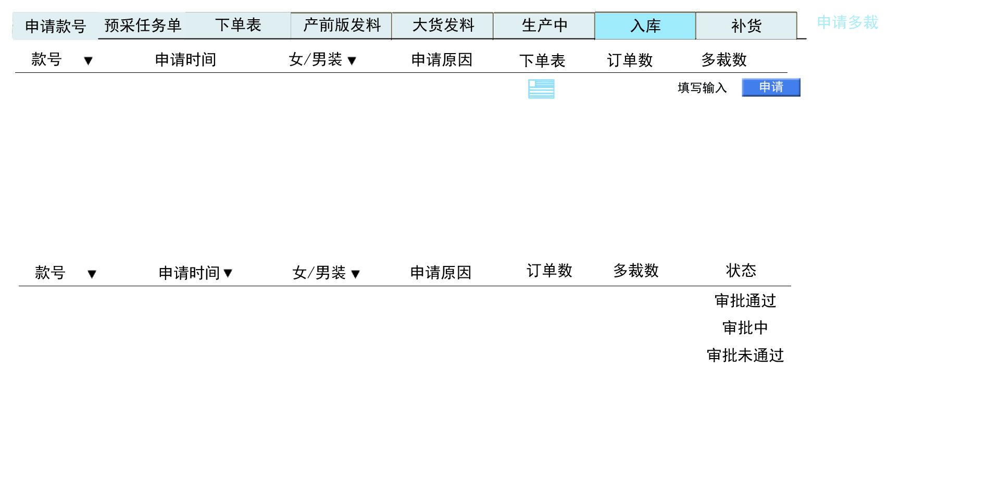 申请款号 预采任务单 下单表 产前版发料 大货发料 生产中 入库 补货 申请多裁
款号 ▼ 申请时间 女/男装 ▼ 申请原因 下单表 订单数 多裁数
填写输入 申请
款号 ▼ 申请时间 ▼ 女/男装 ▼ 申请原因 订单数 多裁数 状态
审批通过
审批中
审批未通过